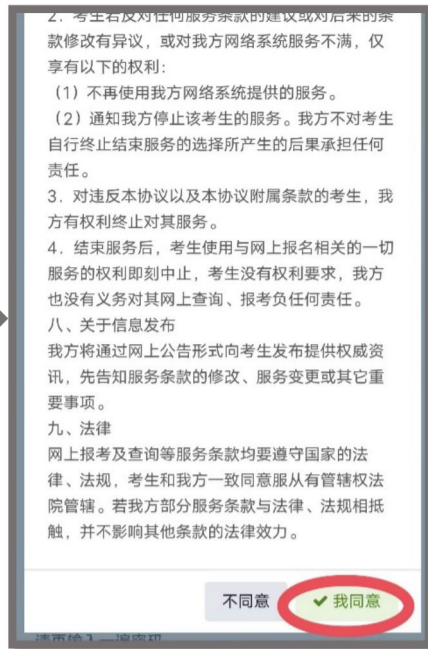 2. 考生若反对任何服务条款的建议或对后来的条
款修改有异议，或对我方网络系统服务不满，仅
享有以下的权利：
（1）不再使用我方网络系统提供的服务。
（2）通知我方停止该考生的服务。我方不对考生
自行终止结束服务的选择所产生的后果承担任何
责任。
3. 对违反本协议以及本协议附属条款的考生，我
方有权利终止对其服务。
4. 结束服务后，考生使用与网上报名相关的一切
服务的权利即刻中止，考生没有权利要求，我方
也没有义务对其网上查询、报考负任何责任。
八、关于信息发布
我方将通过网上公告形式向考生发布提供权威资
讯，先告知服务条款的修改、服务变更或其它重
要事项。
九、法律
网上报考及查询等服务条款均要遵守国家的法
律、法规，考生和我方一致同意服从有管辖权法
院管辖。若我方部分服务条款与法律、法规相抵
触，并不影响其他条款的法律效力。
不同意 ✔我同意
请再输入一遍密码